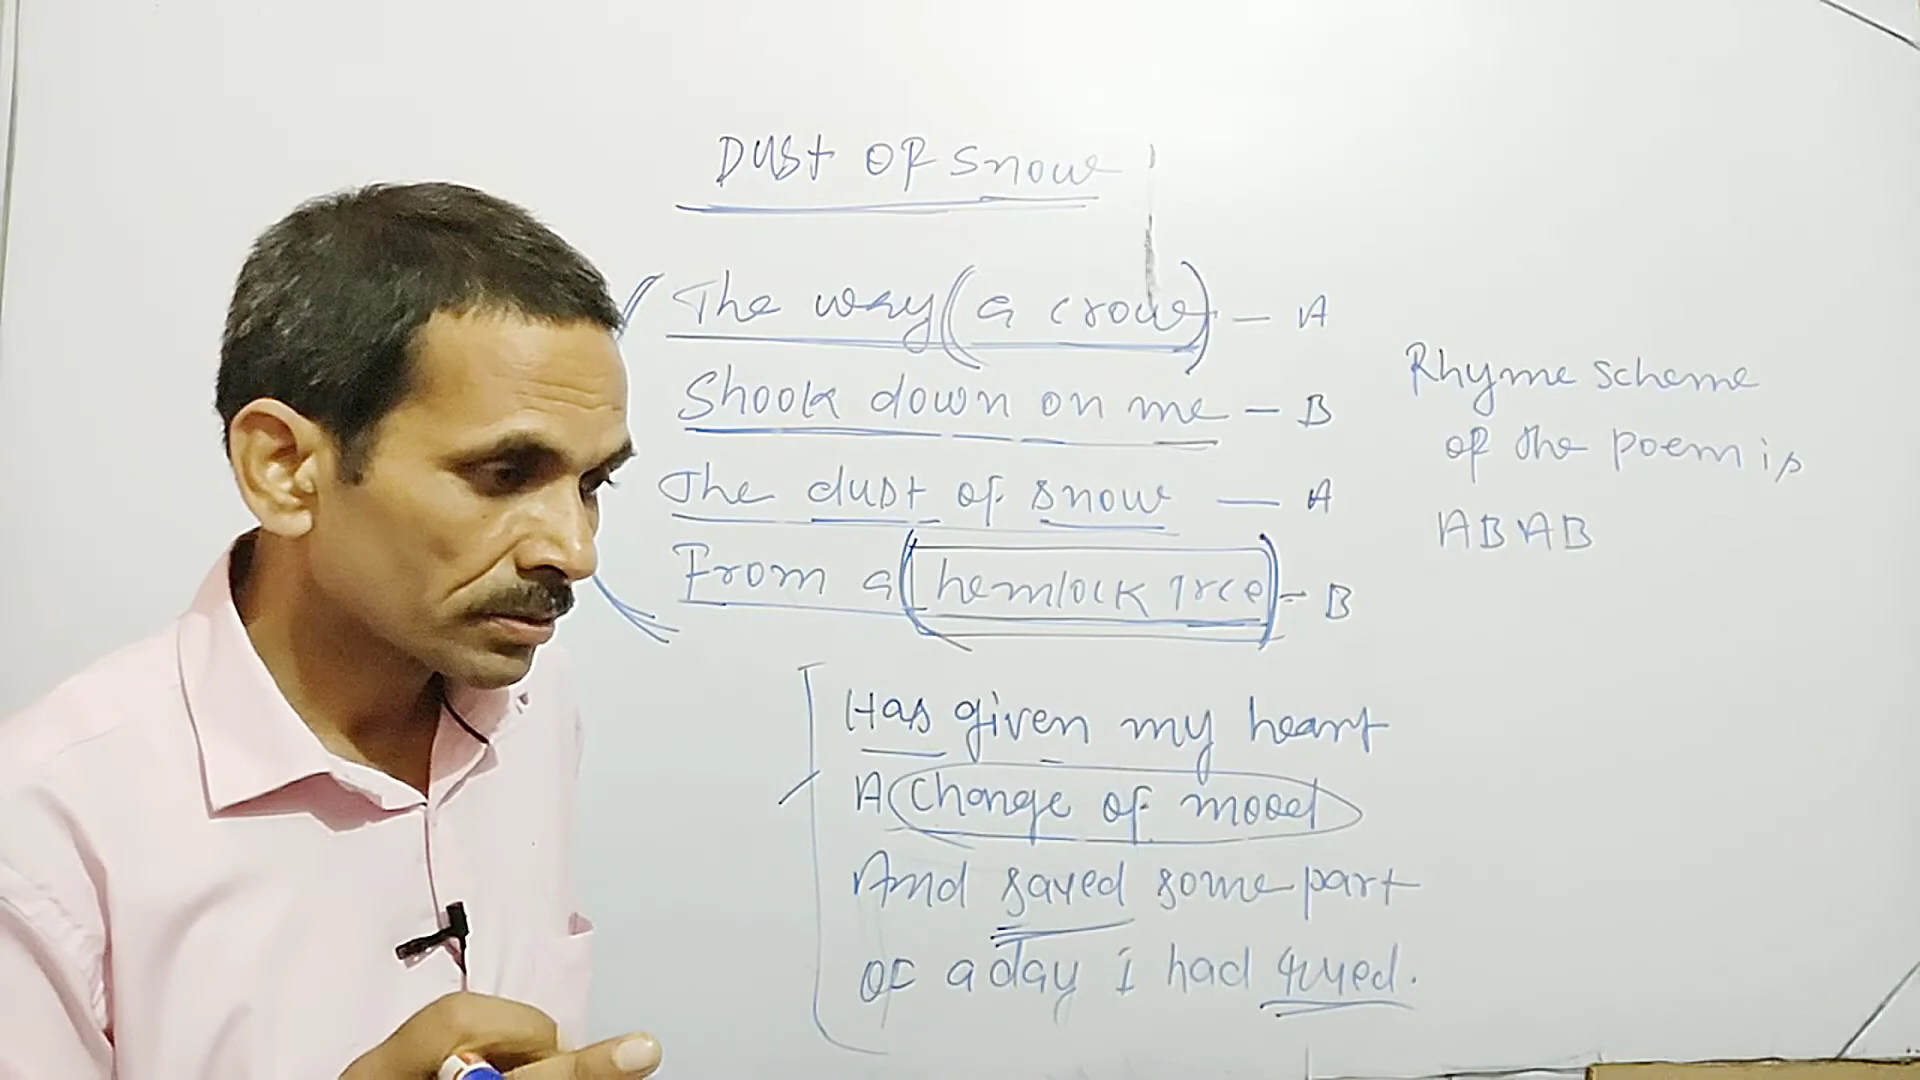 Dust OF Snow
The way (a crow) - A
Shook down on me - B
The dust of snow - A
From a (hemlock tree) - B
Has given my heart
A change of mood
And saved some part
of a day I had rued.
Rhyme scheme
of the poem is
ABAB